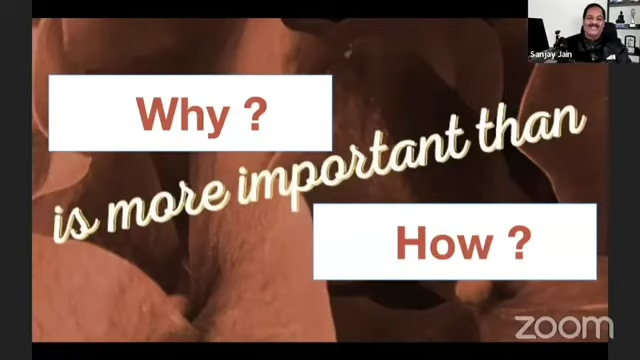 Sanjay Jain
Why ?
is more important than
How ?
zoom